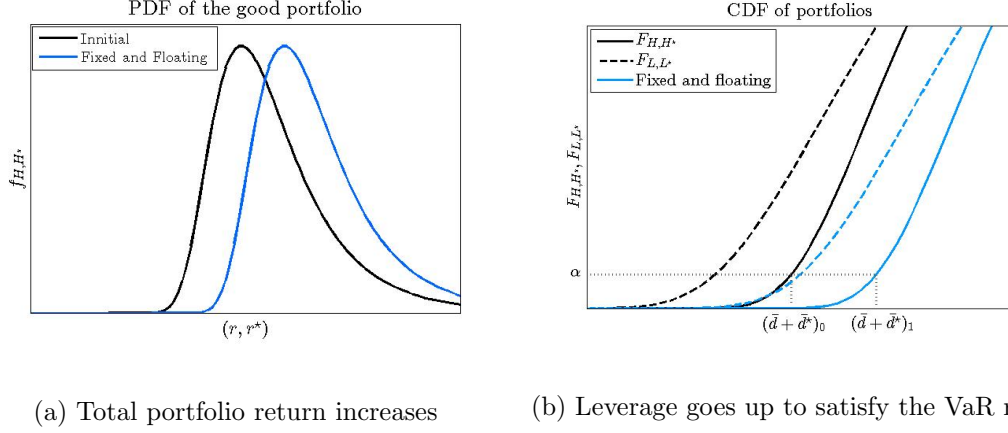 PDF of the good portfolio
Innitial
Fixed and Floating
f_{H,H^⋆}
(r, r^⋆)
(a) Total portfolio return increases
CDF of portfolios
F_{H,H^⋆}
F_{L,L^⋆}
Fixed and floating
F_{H,H^⋆}, F_{L,L^⋆}
α
(d̄ + d̄^⋆)_0
(d̄ + d̄^⋆)_1
(b) Leverage goes up to satisfy the VaR